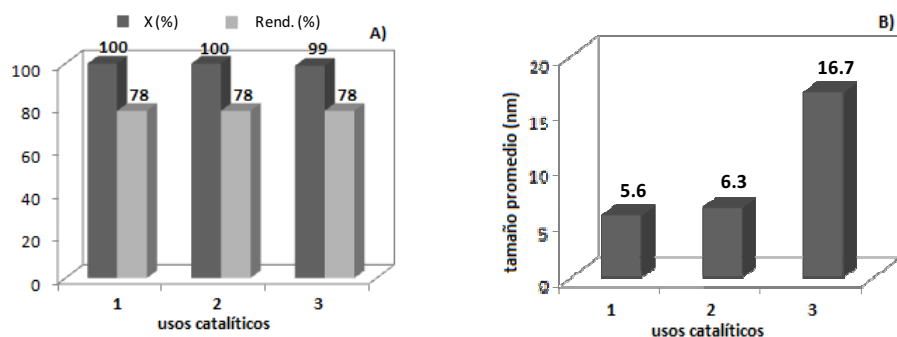 X (%) Rend. (%)
A)
100 100 99
78 78 78
100
80
60
40
20
0
1 2 3
usos catalíticos
B)
tamaño promedio (nm)
20
15
10
5
0
5.6 6.3 16.7
1 2 3
usos catalíticos